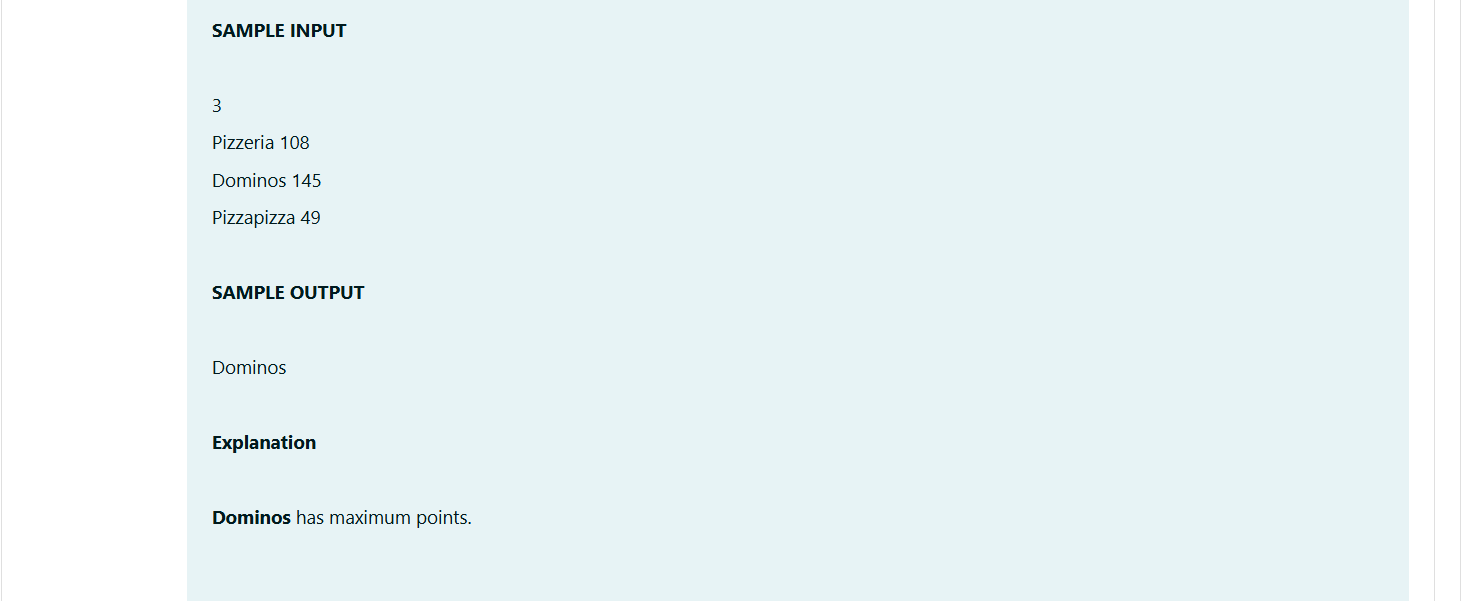 SAMPLE INPUT
3
Pizzeria 108
Dominos 145
Pizzapizza 49
SAMPLE OUTPUT
Dominos
Explanation
Dominos has maximum points.